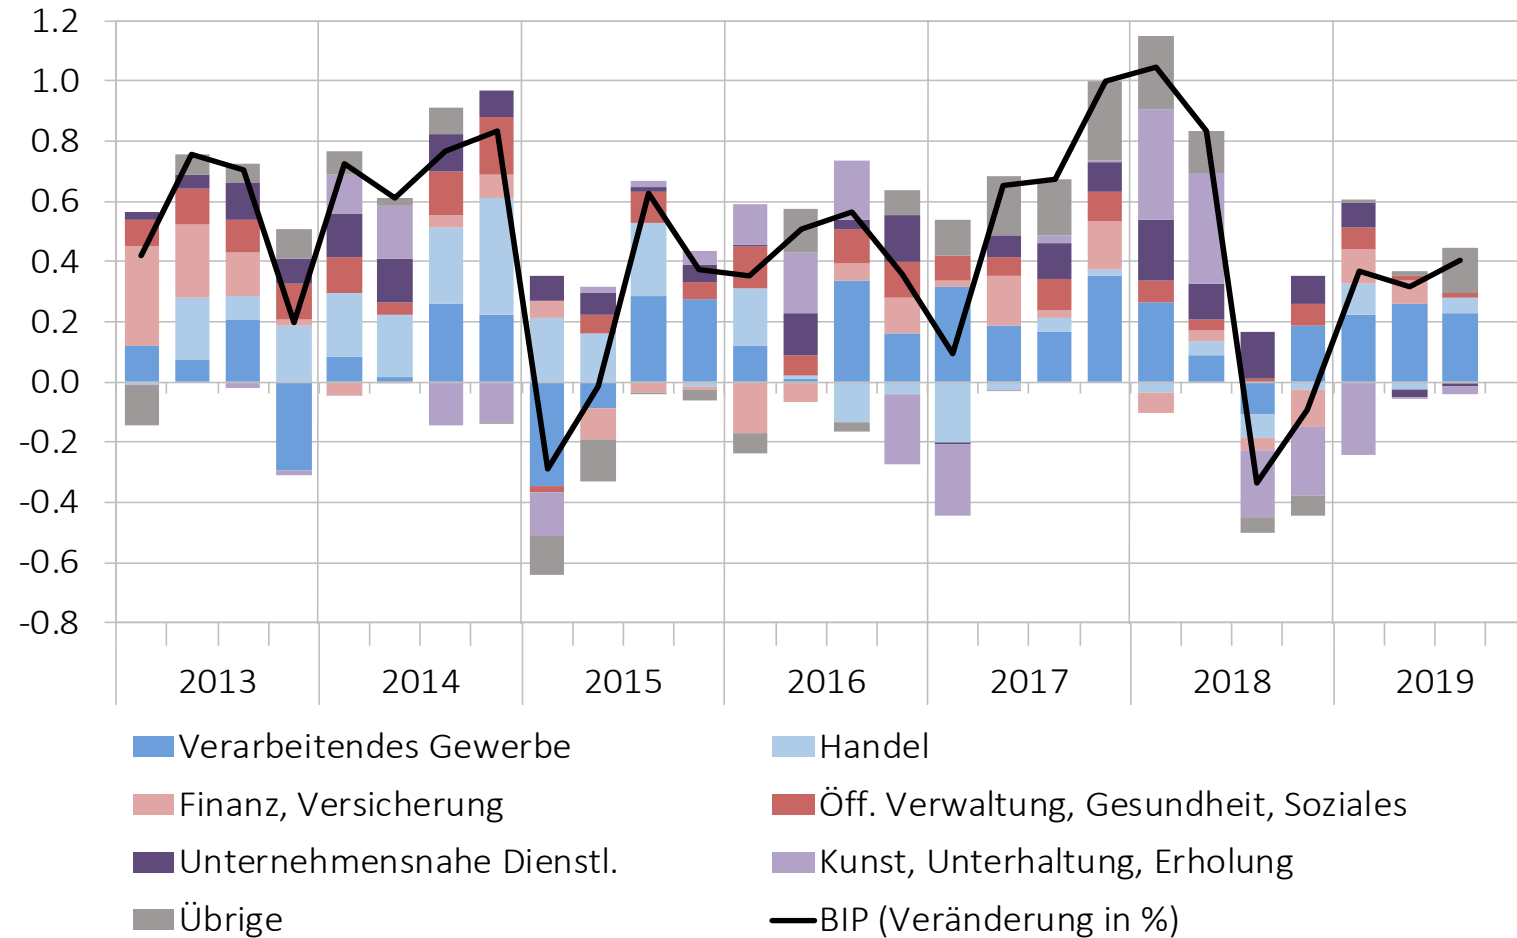 1.2
1.0
0.8
0.6
0.4
0.2
0.0
-0.2
-0.4
-0.6
-0.8
2013 2014 2015 2016 2017 2018 2019
Verarbeitendes Gewerbe Handel
Finanz, Versicherung Öff. Verwaltung, Gesundheit, Soziales
Unternehmensnahe Dienstl. Kunst, Unterhaltung, Erholung
Übrige BIP (Veränderung in %)